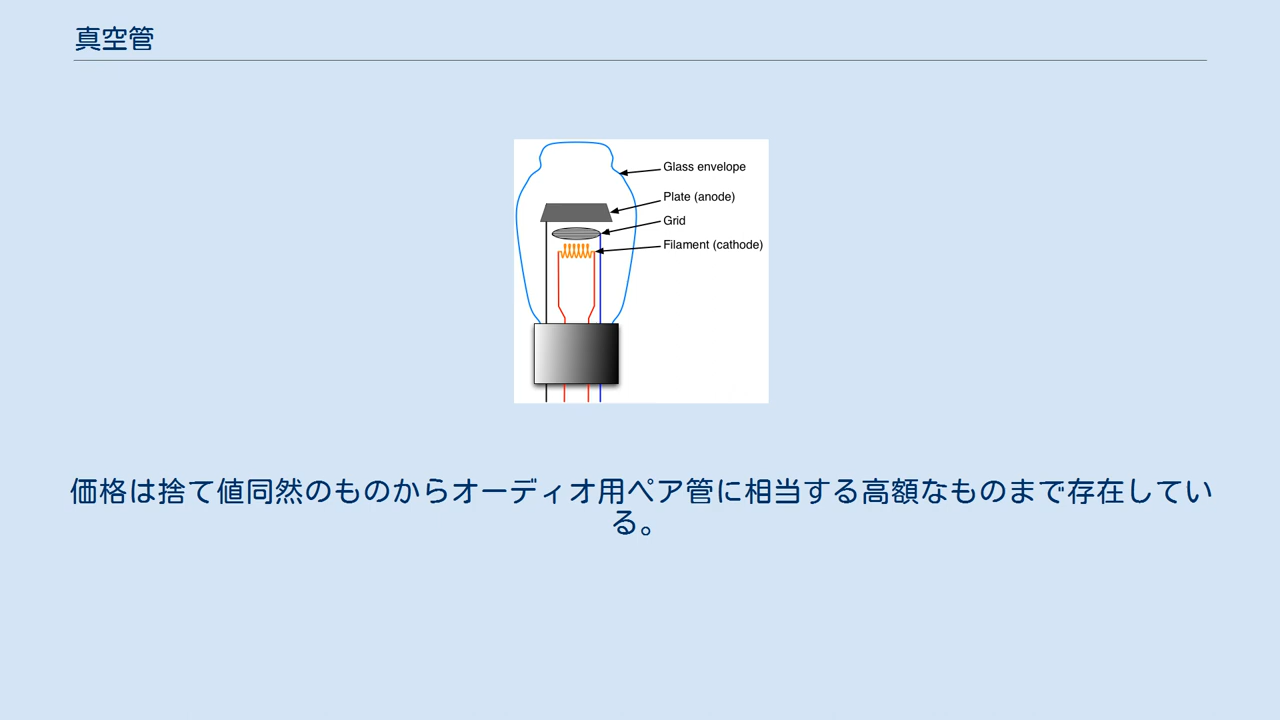 真空管
Glass envelope
Plate (anode)
Grid
Filament (cathode)
価格は捨て値同然のものからオーディオ用ペア管に相当する高額なものまで存在してい
る。